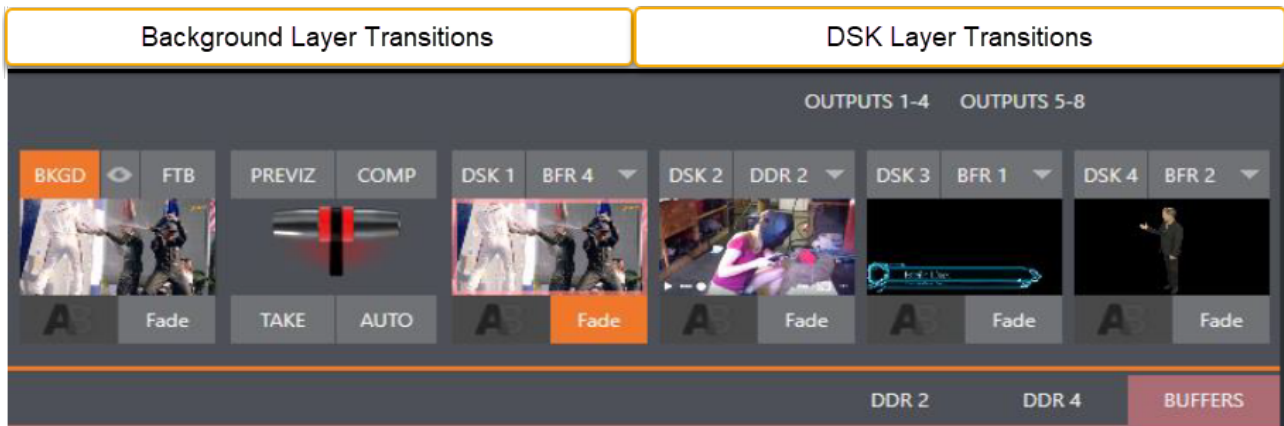 Background Layer Transitions DSK Layer Transitions
OUTPUTS 1-4 OUTPUTS 5-8
BKGD FTB PREVIZ COMP DSK 1 BFR 4 DSK 2 DDR 2 DSK 3 BFR 1 DSK 4 BFR 2
Fade TAKE AUTO Fade Fade Fade Fade
DDR 2 DDR 4 BUFFERS